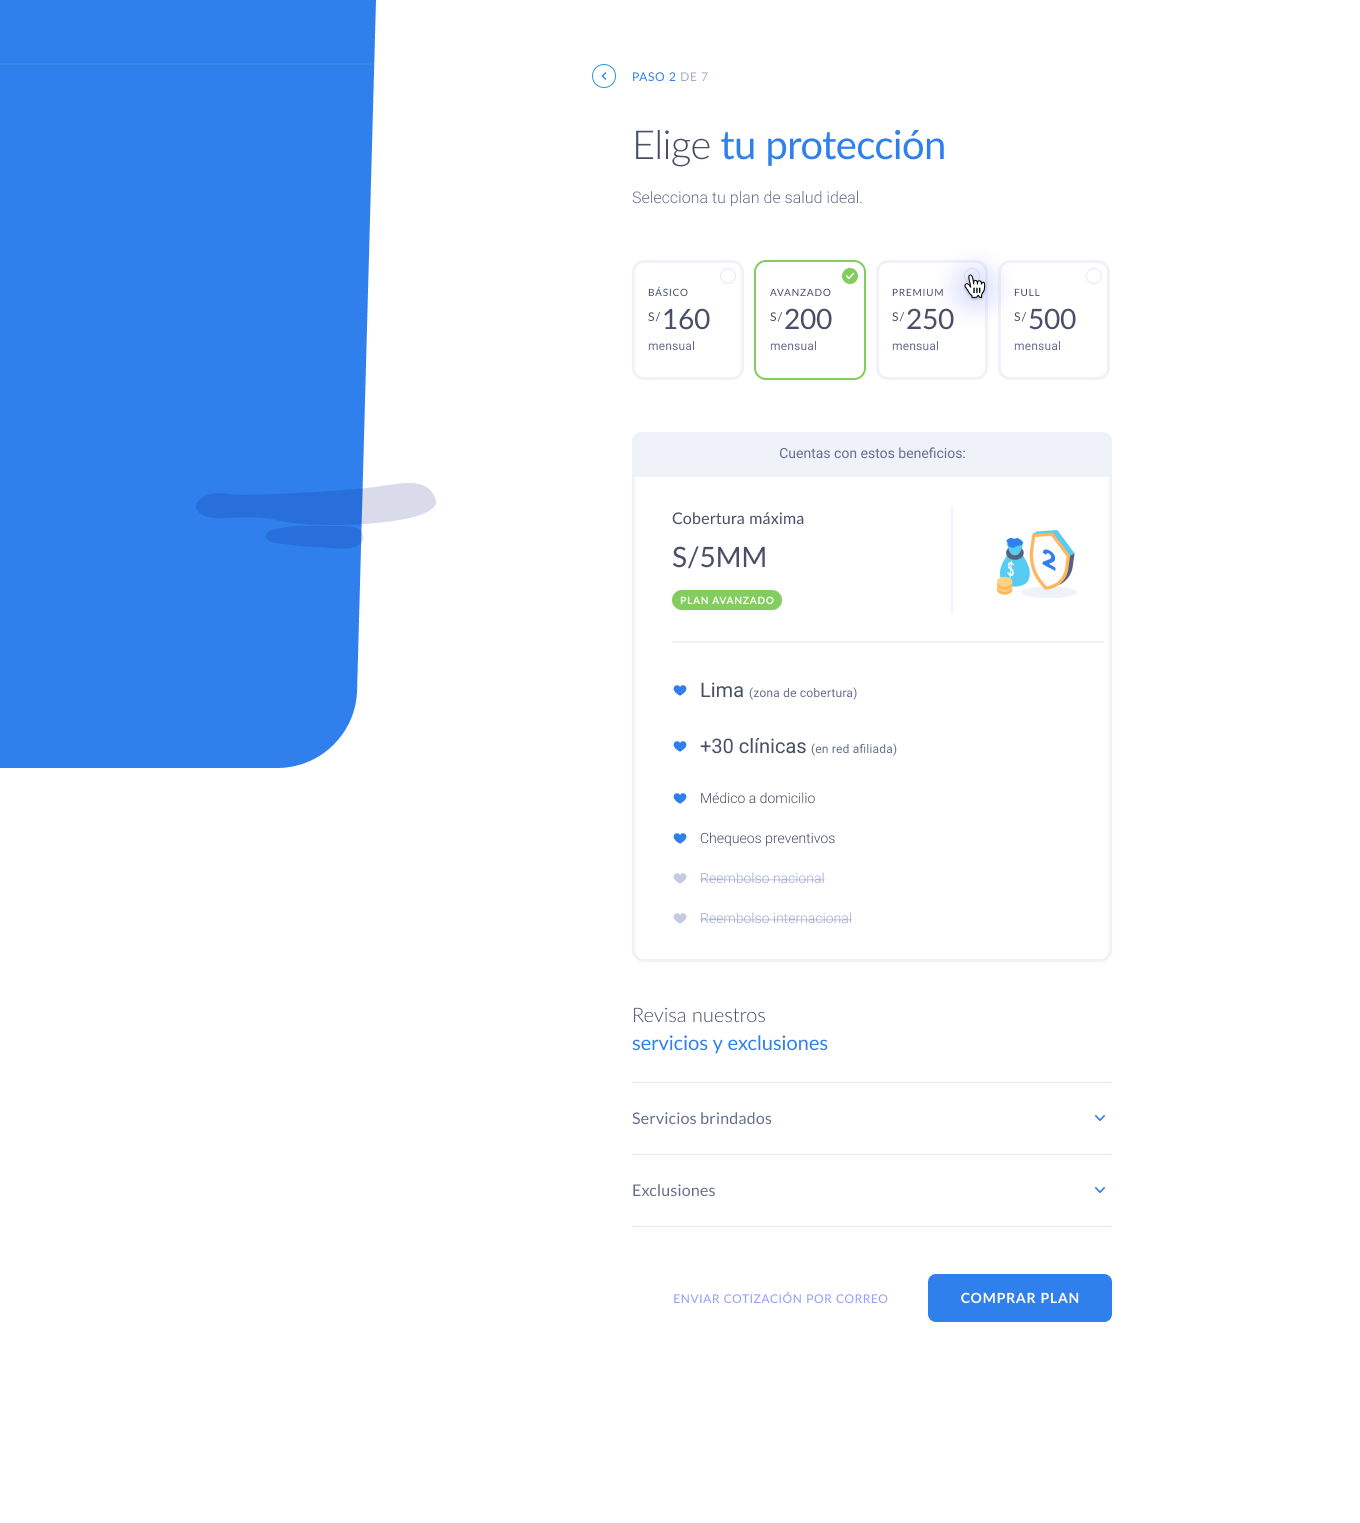 PASO 2 DE 7
Elige tu protección
Selecciona tu plan de salud ideal.
BÁSICO
S/160
mensual
AVANZADO
S/200
mensual
PREMIUM
S/250
mensual
FULL
S/500
mensual
Cuentas con estos beneficios:
Cobertura máxima
S/5MM
PLAN AVANZADO
$
Lima (zona de cobertura)
+30 clínicas (en red afiliada)
Médico a domicilio
Chequeos preventivos
Reembolso nacional
Reembolso internacional
Revisa nuestros
servicios y exclusiones
Servicios brindados
Exclusiones
ENVIAR COTIZACIÓN POR CORREO
COMPRAR PLAN